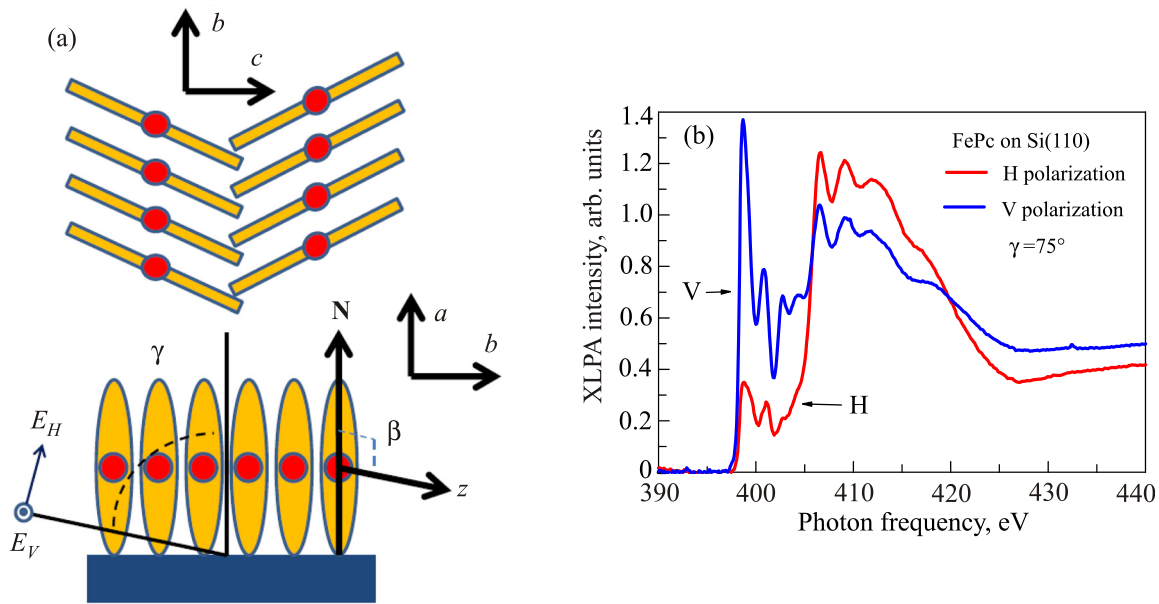 (a)
b
c
N
a
b
γ
β
E_H
z
E_V
(b)
FePc on Si(110)
H polarization
V polarization
γ=75°
V
H
XLPA intensity, arb. units
1.4
1.2
1.0
0.8
0.6
0.4
0.2
0
390 400 410 420 430 440
Photon frequency, eV